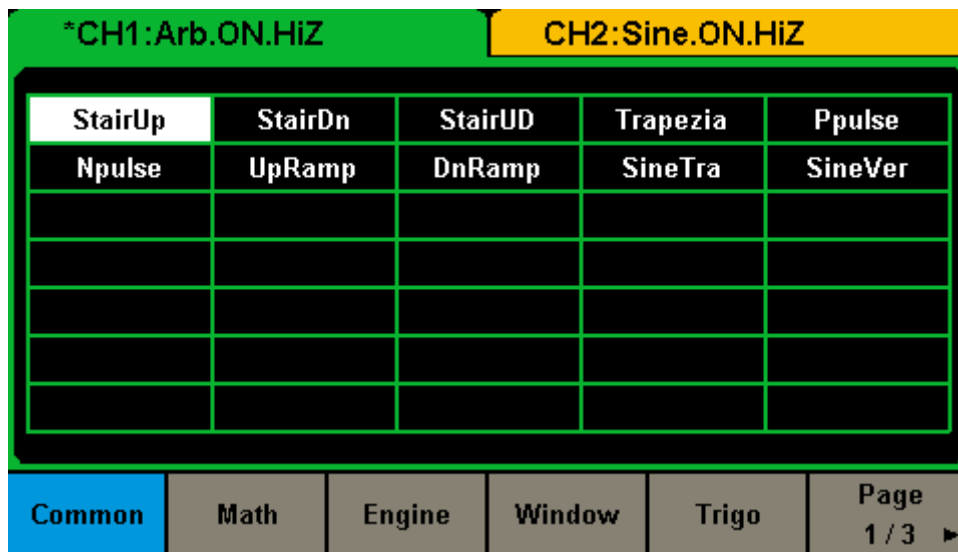 *CH1:Arb.ON.HiZ CH2:Sine.ON.HiZ
StairUp StairDn StairUD Trapezia Ppulse
Npulse UpRamp DnRamp SineTra SineVer
Common Math Engine Window Trigo Page
1 / 3 ►